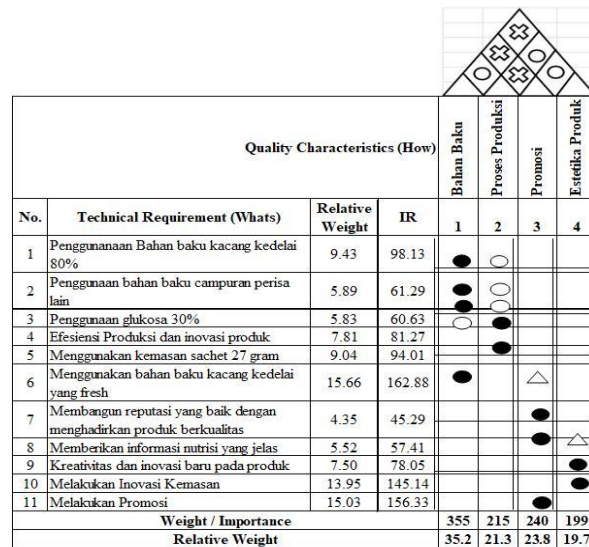 Quality Characteristics (How)
Bahan Baku
Proses Produksi
Promosi
Estetika Produk
No. Technical Requirement (Whats) Relative Weight IR 1 2 3 4
1 Penggunanaan Bahan baku kacang kedelai 9.43 98.13
80%
2 Penggunaan bahan baku campuran perisa 5.89 61.29
lain
3 Penggunaan glukosa 30% 5.83 60.63
4 Efesiensi Produksi dan inovasi produk 7.81 81.27
5 Menggunakan kemasan sachet 27 gram 9.04 94.01
6 Menggunakan bahan baku kacang kedelai 15.66 162.88
yang fresh
7 Membangun reputasi yang baik dengan 4.35 45.29
menghadirkan produk berkualitas
8 Memberikan informasi nutrisi yang jelas 5.52 57.41
9 Kreativitas dan inovasi baru pada produk 7.50 78.05
10 Melakukan Inovasi Kemasan 13.95 145.14
11 Melakukan Promosi 15.03 156.33
Weight / Importance 355 215 240 199
Relative Weight 35.2 21.3 23.8 19.7